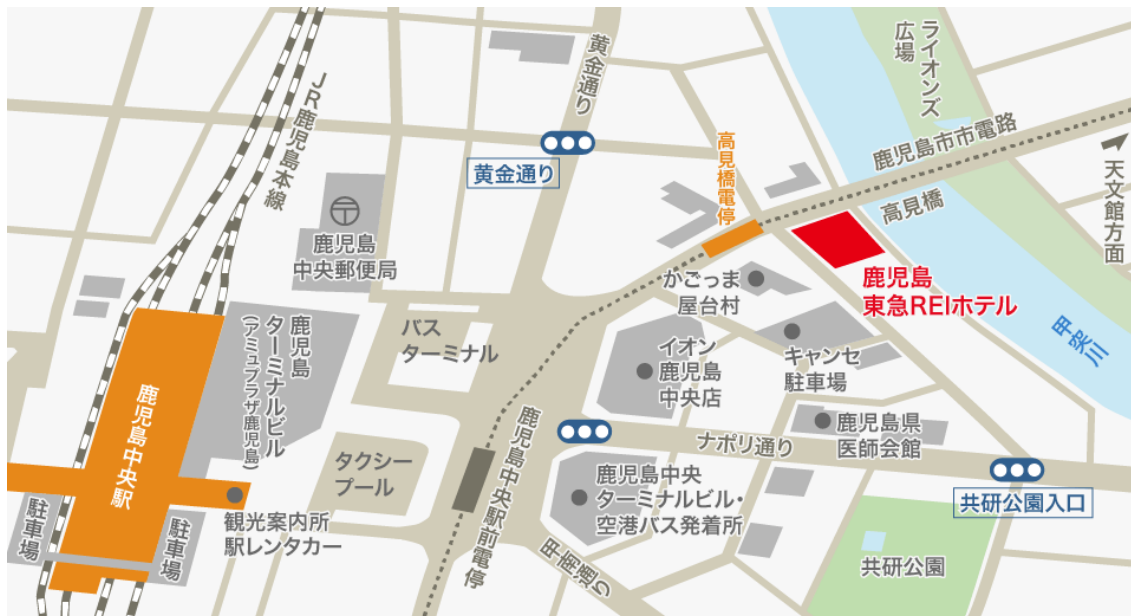 ライオンズ
広場
黄金通り
JR鹿児島本線
鹿児島市市電路
黄金通り
高見橋電停
天文館方面
高見橋
鹿児島
中央郵便局
かごっま
屋台村
鹿児島
東急REIホテル
鹿児島
ターミナルビル
(アミュプラザ鹿児島)
バス
ターミナル
イオン
鹿児島
中央店
キャンセ
駐車場
甲突川
鹿児島中央駅
鹿児島中央駅前電停
ナポリ通り
鹿児島県
医師会館
タクシー
プール
鹿児島中央
ターミナルビル・
空港バス発着所
共研公園入口
観光案内所
駅レンタカー
駐車場
駐車場
甲南通り
共研公園